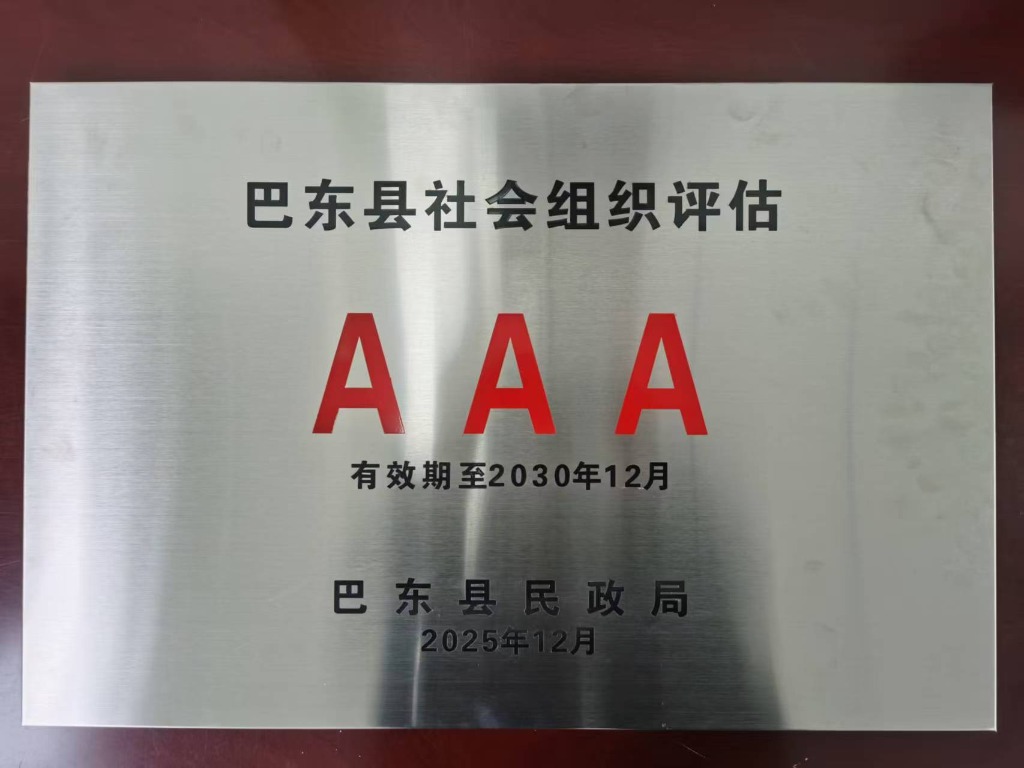 巴东县社会组织评估
AAA
有效期至2030年12月
巴东县民政局
2025年12月